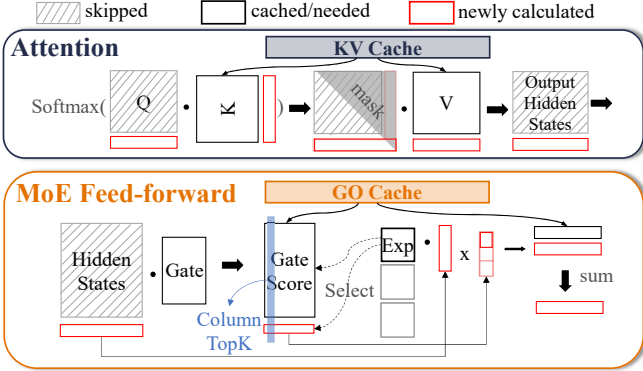 skipped
cached/needed
newly calculated
Attention
KV Cache
Softmax(
Q
·
K
)
mask
·
V
Output
Hidden
States
MoE Feed-forward
GO Cache
Hidden
States
·
Gate
Gate
Score
Exp
·
x
Select
sum
Column
TopK